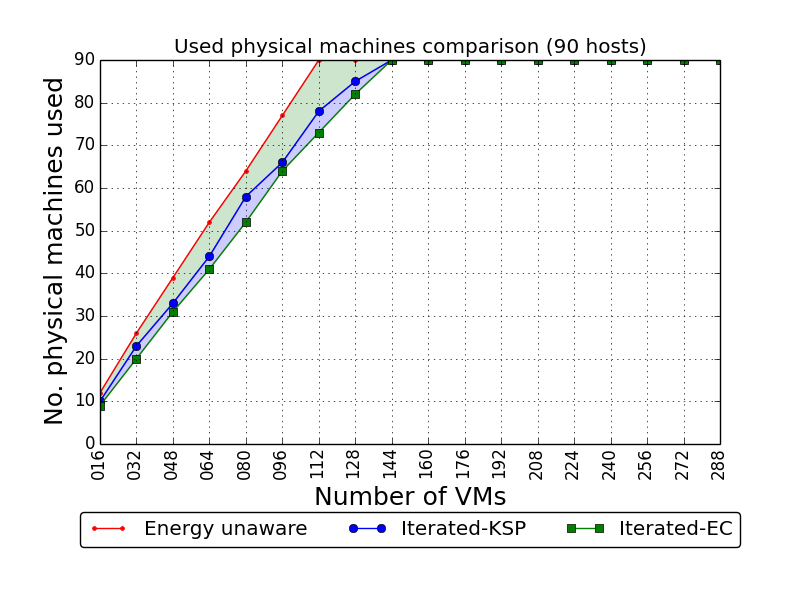 Used physical machines comparison (90 hosts)
No. physical machines used
90
80
70
60
50
40
30
20
10
0
016 032 048 064 080 096 112 128 144 160 176 192 208 224 240 256 272 288
Number of VMs
Energy unaware Iterated-KSP Iterated-EC